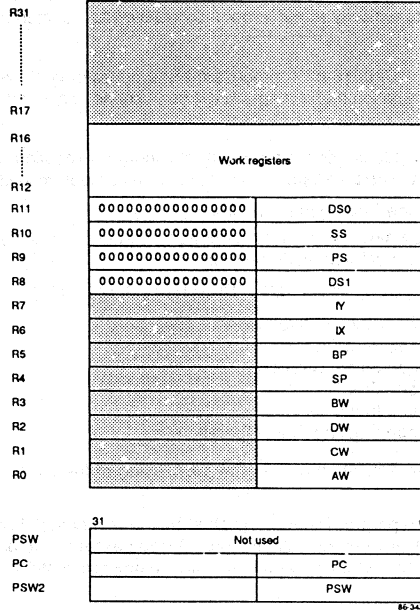 R31
R17
R16
Work registers
R12
R11 0000000000000000 DS0
R10 0000000000000000 SS
R9 0000000000000000 PS
R8 0000000000000000 DS1
R7 IY
R6 IX
R5 BP
R4 SP
R3 BW
R2 DW
R1 CW
R0 AW
31
PSW Not used
PC PC
PSW2 PSW